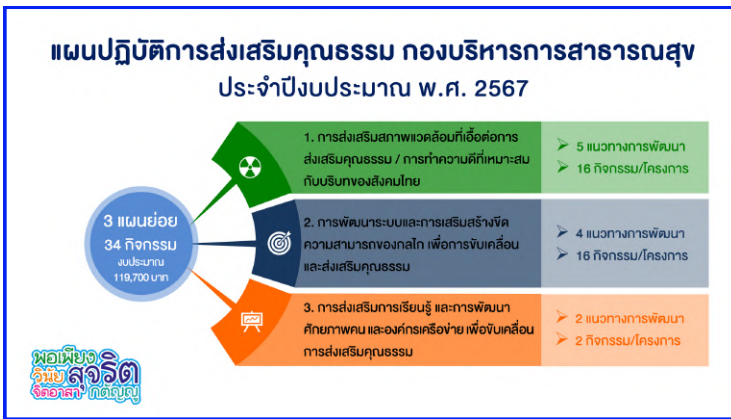 แผนปฏิบัติการส่งเสริมคุณธรรม กองบริหารการสาธารณสุข
ประจำปีงบประมาณ พ.ศ. 2567
3 แผนย่อย
34 กิจกรรม
งบประมาณ
119,700 บาท
1. การส่งเสริมสภาพแวดล้อมที่เอื้อต่อการ
ส่งเสริมคุณธรรม / การทำความดีที่เหมาะสม
กับบริบทของสังคมไทย
➢ 5 แนวทางการพัฒนา
➢ 16 กิจกรรม/โครงการ
2. การพัฒนาระบบและการเสริมสร้างขีด
ความสามารถของกลไก เพื่อการขับเคลื่อน
และส่งเสริมคุณธรรม
➢ 4 แนวทางการพัฒนา
➢ 16 กิจกรรม/โครงการ
3. การส่งเสริมการเรียนรู้ และการพัฒนา
ศักยภาพคน และองค์กรเครือข่าย เพื่อขับเคลื่อน
การส่งเสริมคุณธรรม
➢ 2 แนวทางการพัฒนา
➢ 2 กิจกรรม/โครงการ
พอเพียง
วินัย สุจริต
จิตอาสา กตัญญู